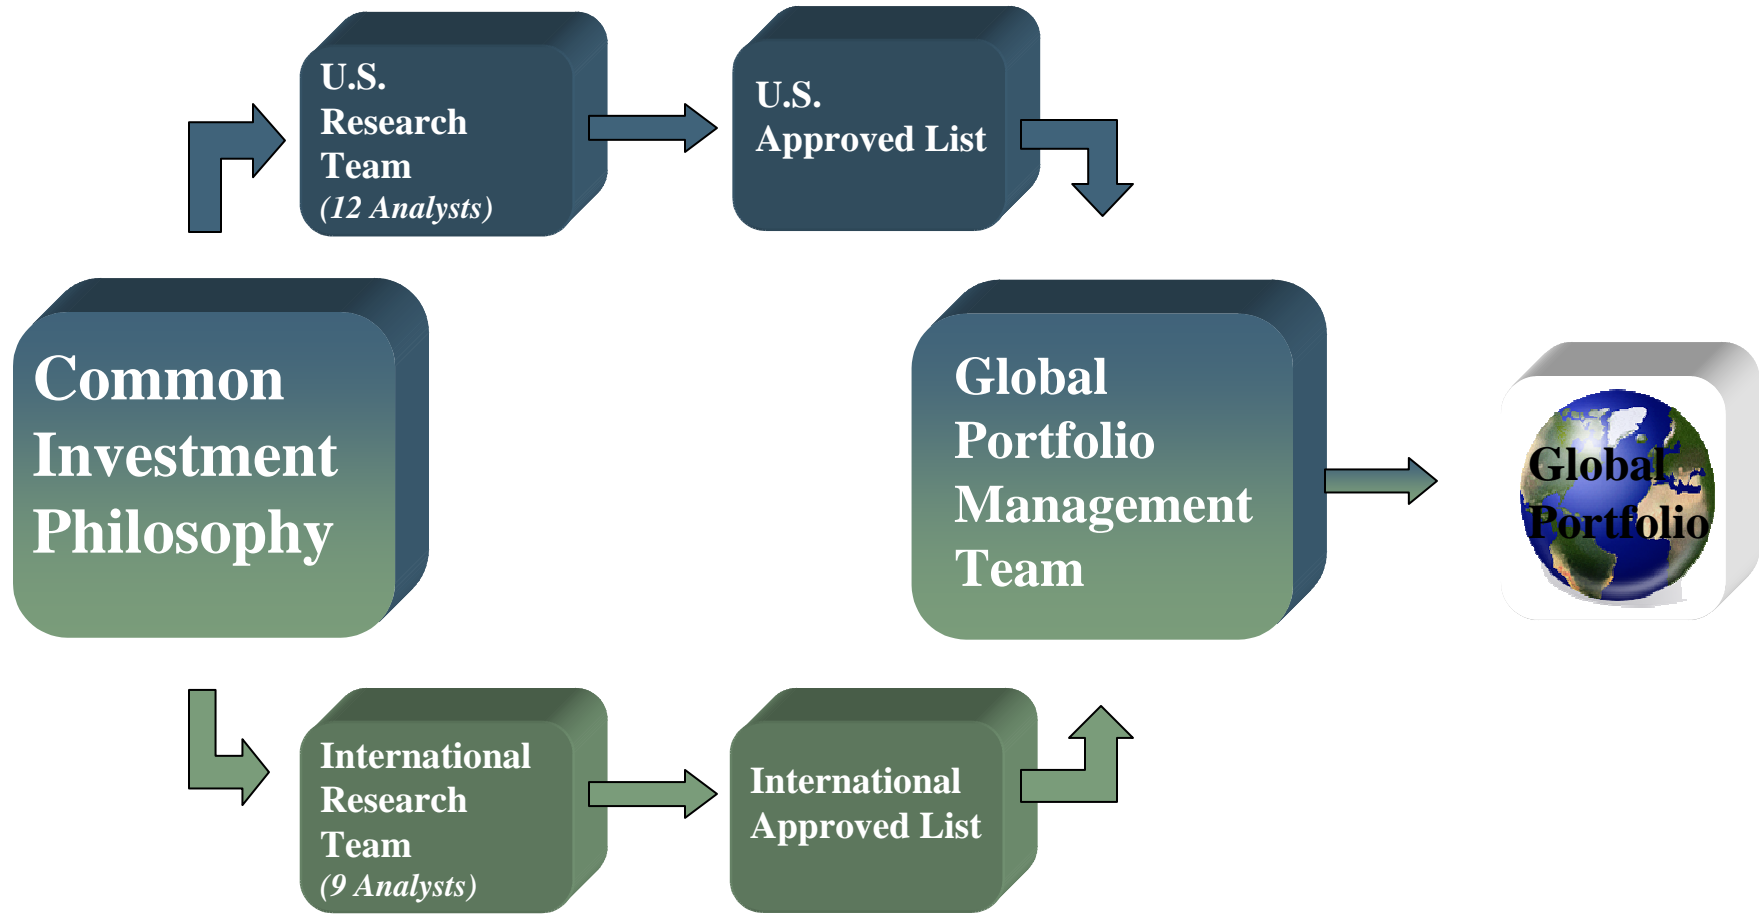 U.S.
Research
Team
(12 Analysts)
U.S.
Approved List
Common
Investment
Philosophy
Global
Portfolio
Management
Team
Global
Portfolio
International
Research
Team
(9 Analysts)
International
Approved List